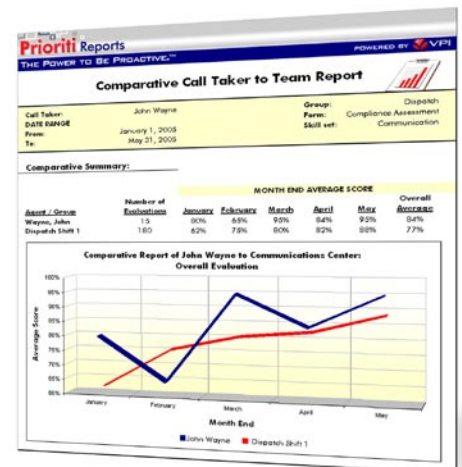 Prioriti Reports
POWERED BY VPI
THE POWER TO BE PROACTIVE.™
Comparative Call Taker to Team Report
Call Taker: John Wayne Group: Dispatch
DATE RANGE Form: Compliance Assessment
From: January 1, 2005 Skill set: Communication
To: May 31, 2005
Comparative Summary:
MONTH END AVERAGE SCORE
Number of Overall
Agent / Group Evaluations January February March April May Average
Wayne, John 15 80% 65% 95% 84% 95% 84%
Dispatch Shift 1 180 62% 75% 80% 82% 88% 77%
Comparative Report of John Wayne to Communications Center:
Overall Evaluation
100%
95%
90%
85%
80%
75%
70%
65%
60%
Average Score
January February March April May
Month End
John Wayne Dispatch Shift 1